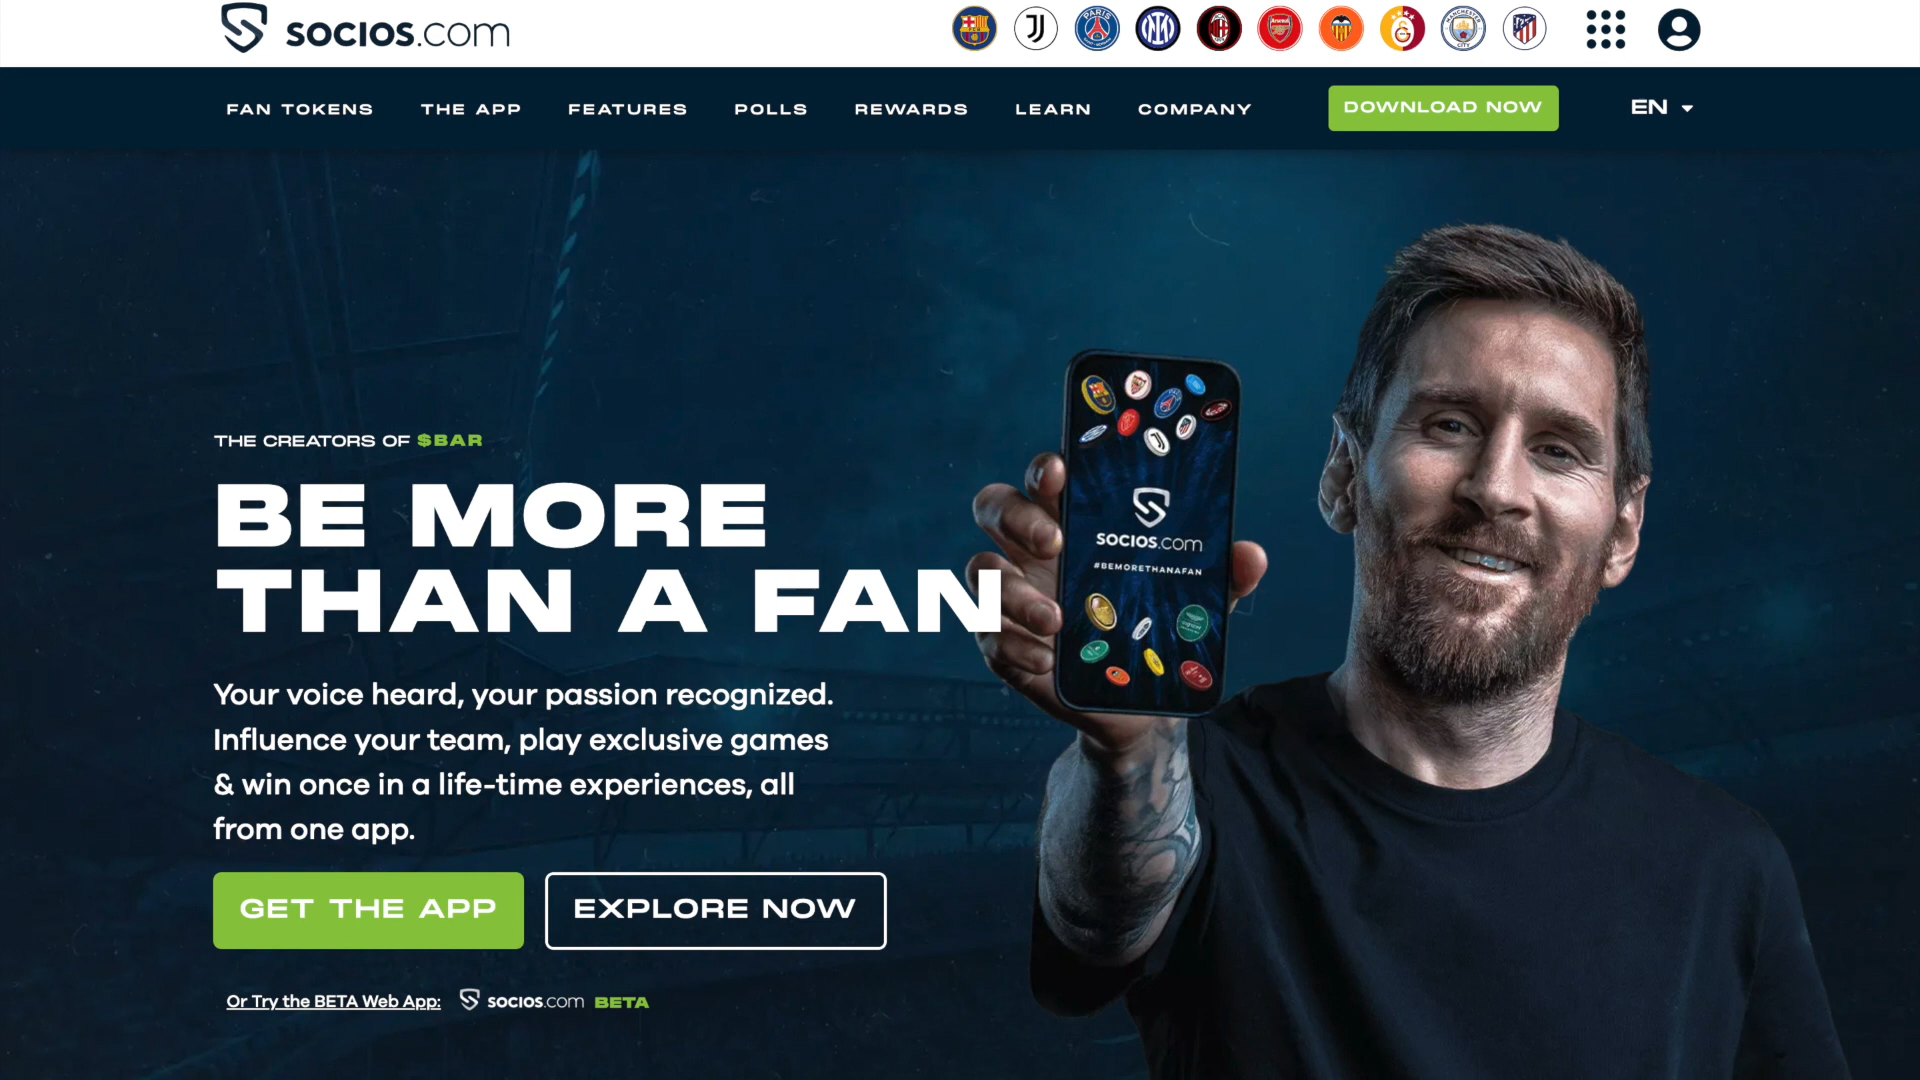 socios.com
FAN TOKENS
THE APP
FEATURES
POLLS
REWARDS
LEARN
COMPANY
DOWNLOAD NOW
EN
THE CREATORS OF $BAR
BE MORE
THAN A FAN
Your voice heard, your passion recognized.
Influence your team, play exclusive games
& win once in a life-time experiences, all
from one app.
GET THE APP
EXPLORE NOW
Or Try the BETA Web App:
socios.com BETA
SOCIOS.com
#BEMORETHANAFAN